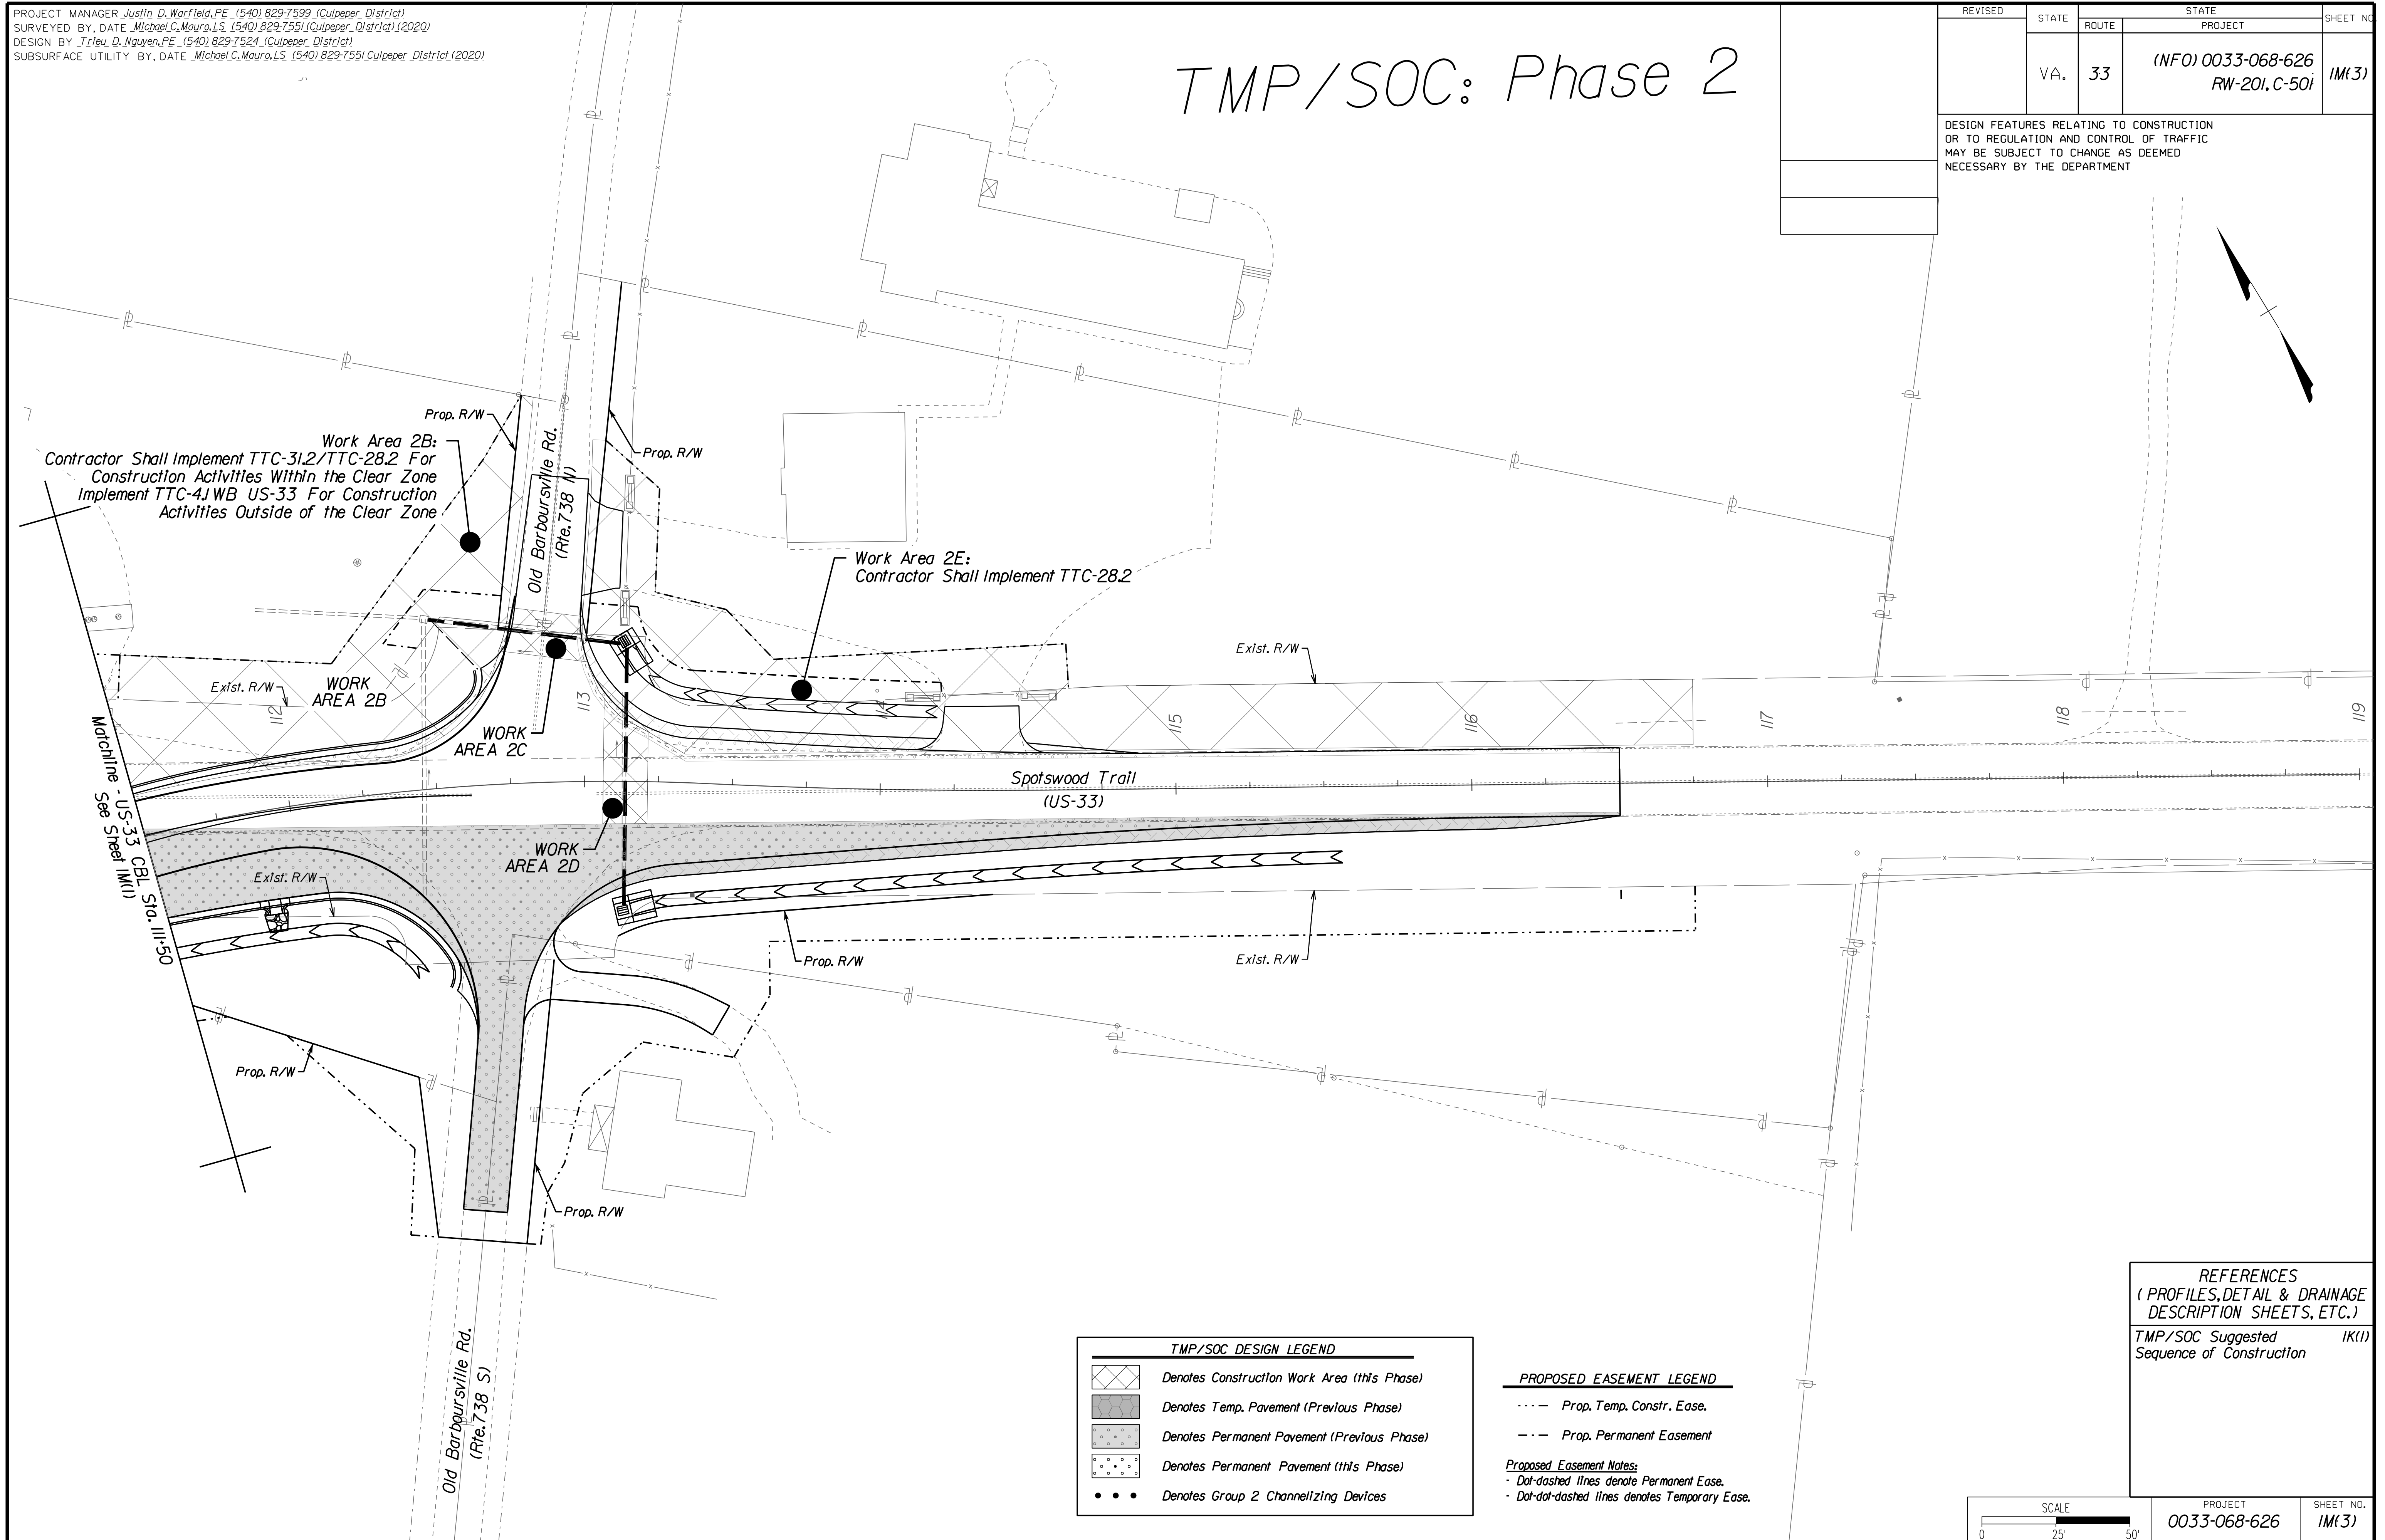 PROJECT MANAGER Justin D. Warfield, PE (540) 829-7599 (Culpeper District)
SURVEYED BY, DATE Michael C. Mauro, LS (540) 829-7551 (Culpeper District) (2020)
DESIGN BY Trieu D. Nguyen, PE (540) 829-7524 (Culpeper District)
SUBSURFACE UTILITY BY, DATE Michael C. Mauro, LS (540) 829-7551 Culpeper District (2020)
TMP/SOC: Phase 2
REVISED
STATE
STATE
ROUTE
PROJECT
SHEET NO.
VA.
33
(NFO) 0033-068-626
RW-201, C-501
1M(3)
DESIGN FEATURES RELATING TO CONSTRUCTION
OR TO REGULATION AND CONTROL OF TRAFFIC
MAY BE SUBJECT TO CHANGE AS DEEMED
NECESSARY BY THE DEPARTMENT
Prop. R/W
Work Area 2B:
Contractor Shall Implement TTC-31.2/TTC-28.2 For
Construction Activities Within the Clear Zone
Implement TTC-4.1 WB US-33 For Construction
Activities Outside of the Clear Zone
Old Barboursville Rd.
(Rte. 738 N)
Prop. R/W
Work Area 2E:
Contractor Shall Implement TTC-28.2
Exist. R/W
Exist. R/W
WORK
AREA 2B
WORK
AREA 2C
112
113
114
115
116
117
118
119
Spotswood Trail
(US-33)
WORK
AREA 2D
Matchline - US-33 CBL Sta. 111+50
See Sheet 1M(1)
Exist. R/W
Prop. R/W
Exist. R/W
Prop. R/W
Prop. R/W
Old Barboursville Rd.
(Rte. 738 S)
TMP/SOC DESIGN LEGEND
Denotes Construction Work Area (this Phase)
Denotes Temp. Pavement (Previous Phase)
Denotes Permanent Pavement (Previous Phase)
Denotes Permanent Pavement (this Phase)
Denotes Group 2 Channelizing Devices
PROPOSED EASEMENT LEGEND
Prop. Temp. Constr. Ease.
Prop. Permanent Easement
Proposed Easement Notes:
- Dot-dashed lines denote Permanent Ease.
- Dot-dot-dashed lines denotes Temporary Ease.
REFERENCES
( PROFILES, DETAIL & DRAINAGE
DESCRIPTION SHEETS, ETC.)
TMP/SOC Suggested 1K(1)
Sequence of Construction
SCALE
0 25' 50'
PROJECT
0033-068-626
SHEET NO.
1M(3)